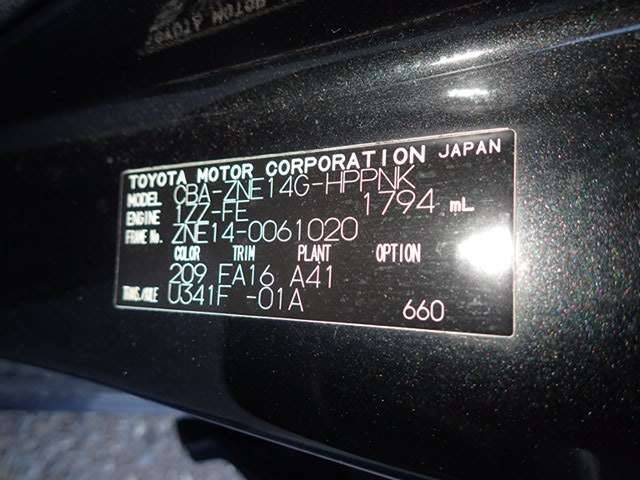 TOYOTA MOTOR CORPORATION JAPAN
MODEL CBA-ZNE14G-HPPNK
ENGINE 1ZZ-FE 1794 mL
FRAME No. ZNE14-0061020
COLOR TRIM PLANT OPTION
209 FA16 A41
TRANS./AXLE U341F -01A
660